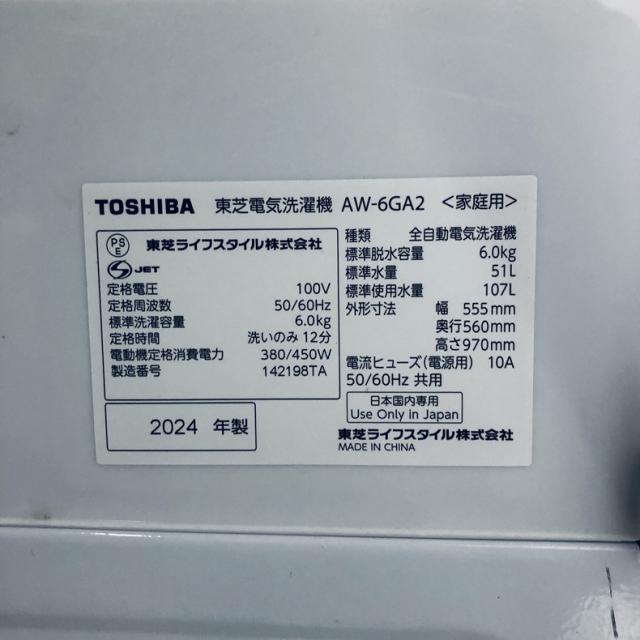 TOSHIBA 東芝電気洗濯機 AW-6GA2 <家庭用>
PSE 東芝ライフスタイル株式会社
S JET
定格電圧 100V
定格周波数 50/60Hz
標準洗濯容量 6.0kg
定格時間 洗いのみ 12分
電動機定格消費電力 380/450W
製造番号 142198TA
2024 年製
種類 全自動電気洗濯機
標準脱水容量 6.0kg
標準水量 51L
標準使用水量 107L
外形寸法 幅 555mm
奥行560mm
高さ970mm
電流ヒューズ(電源用) 10A
50/60Hz 共用
日本国内専用
Use Only in Japan
東芝ライフスタイル株式会社
MADE IN CHINA